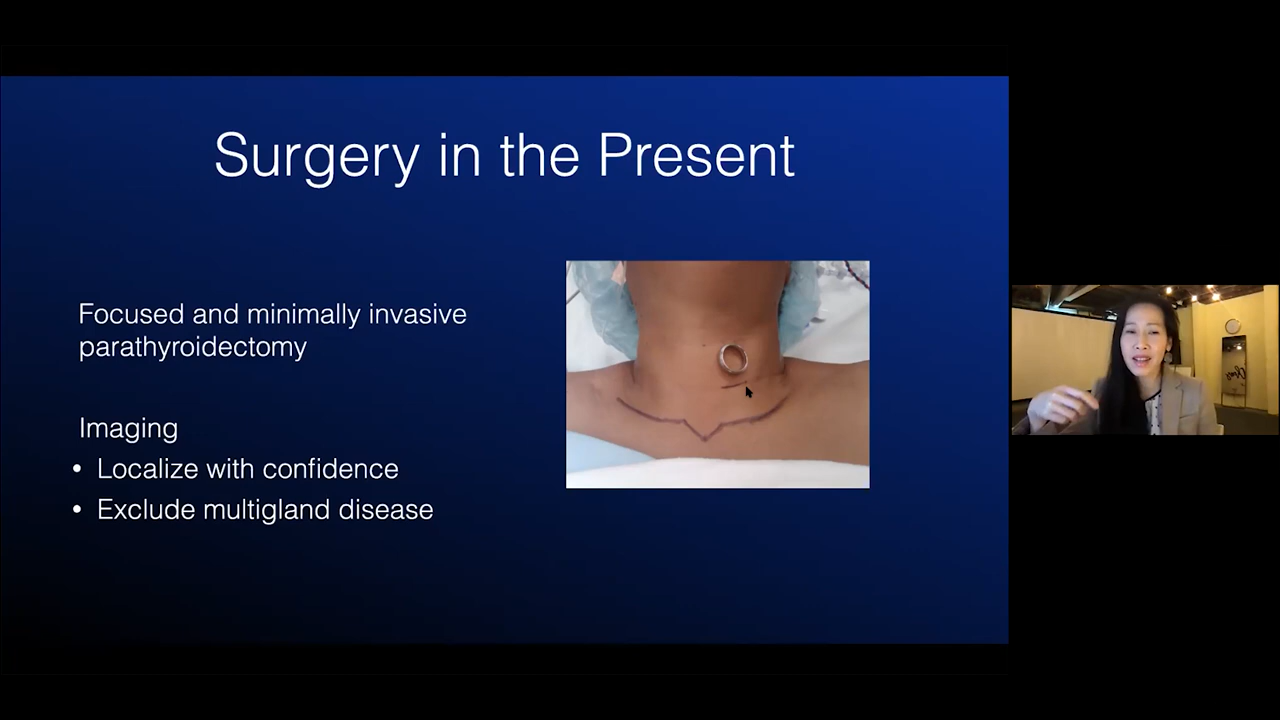 Surgery in the Present
Focused and minimally invasive
parathyroidectomy
Imaging
• Localize with confidence
• Exclude multigland disease